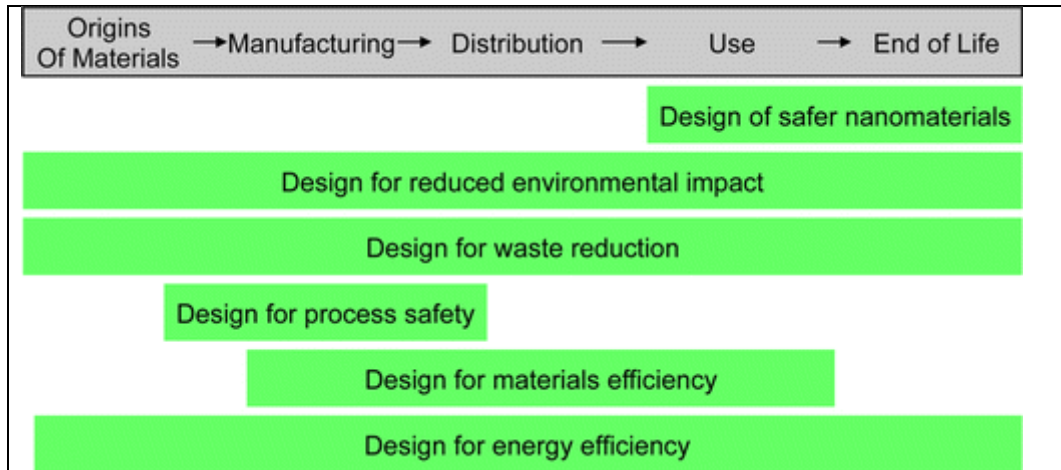 Origins
Of Materials → Manufacturing → Distribution → Use → End of Life
Design of safer nanomaterials
Design for reduced environmental impact
Design for waste reduction
Design for process safety
Design for materials efficiency
Design for energy efficiency